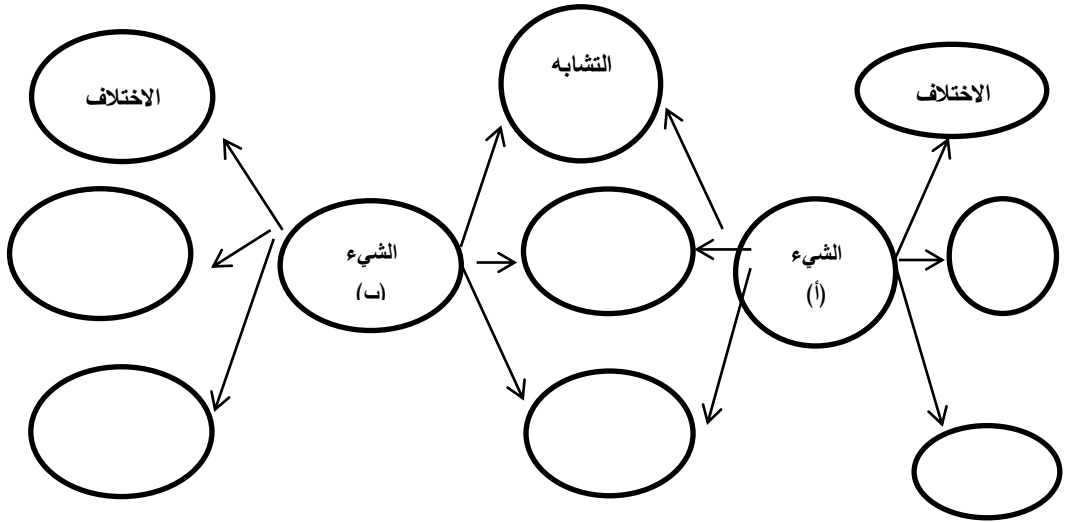 الاختلاف
التشابه
الاختلاف
الشيء
(أ)
الشيء
(ب)